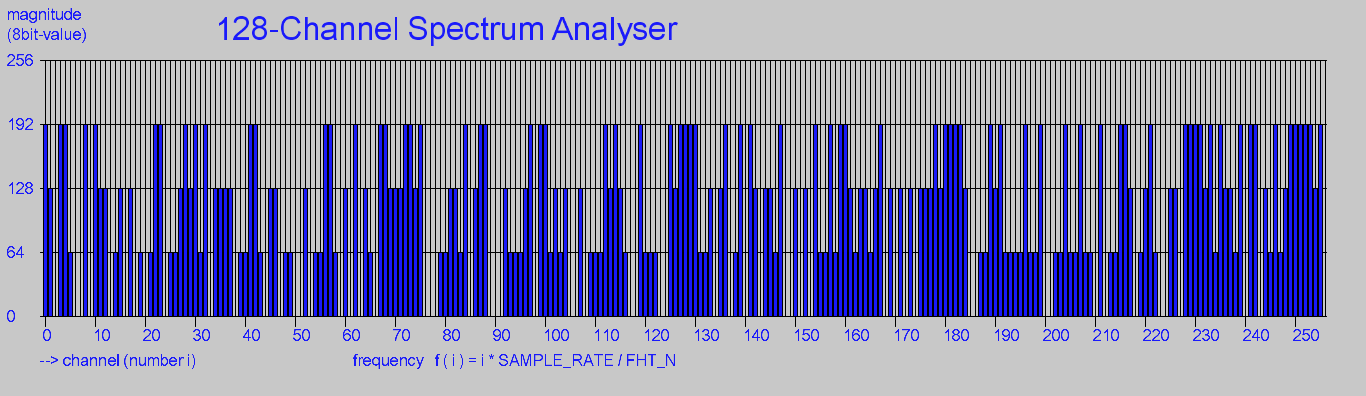 magnitude
(8bit-value)
128-Channel Spectrum Analyser
256
192
128
64
0
0 10 20 30 40 50 60 70 80 90 100 110 120 130 140 150 160 170 180 190 200 210 220 230 240 250
--> channel (number i)
frequency f ( i ) = i * SAMPLE_RATE / FHT_N